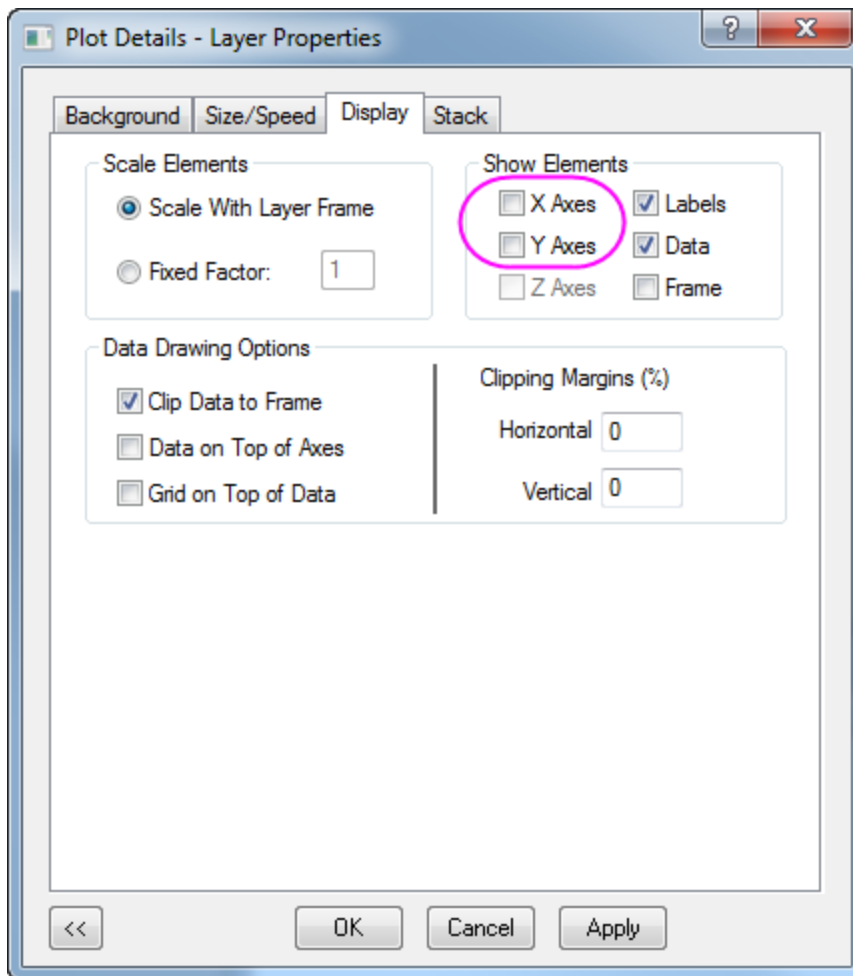 Plot Details - Layer Properties
?
X
Background Size/Speed Display Stack
Scale Elements
Scale With Layer Frame
Fixed Factor: 1
Show Elements
X Axes Labels
Y Axes Data
Z Axes Frame
Data Drawing Options
Clip Data to Frame
Data on Top of Axes
Grid on Top of Data
Clipping Margins (%)
Horizontal 0
Vertical 0
<< OK Cancel Apply